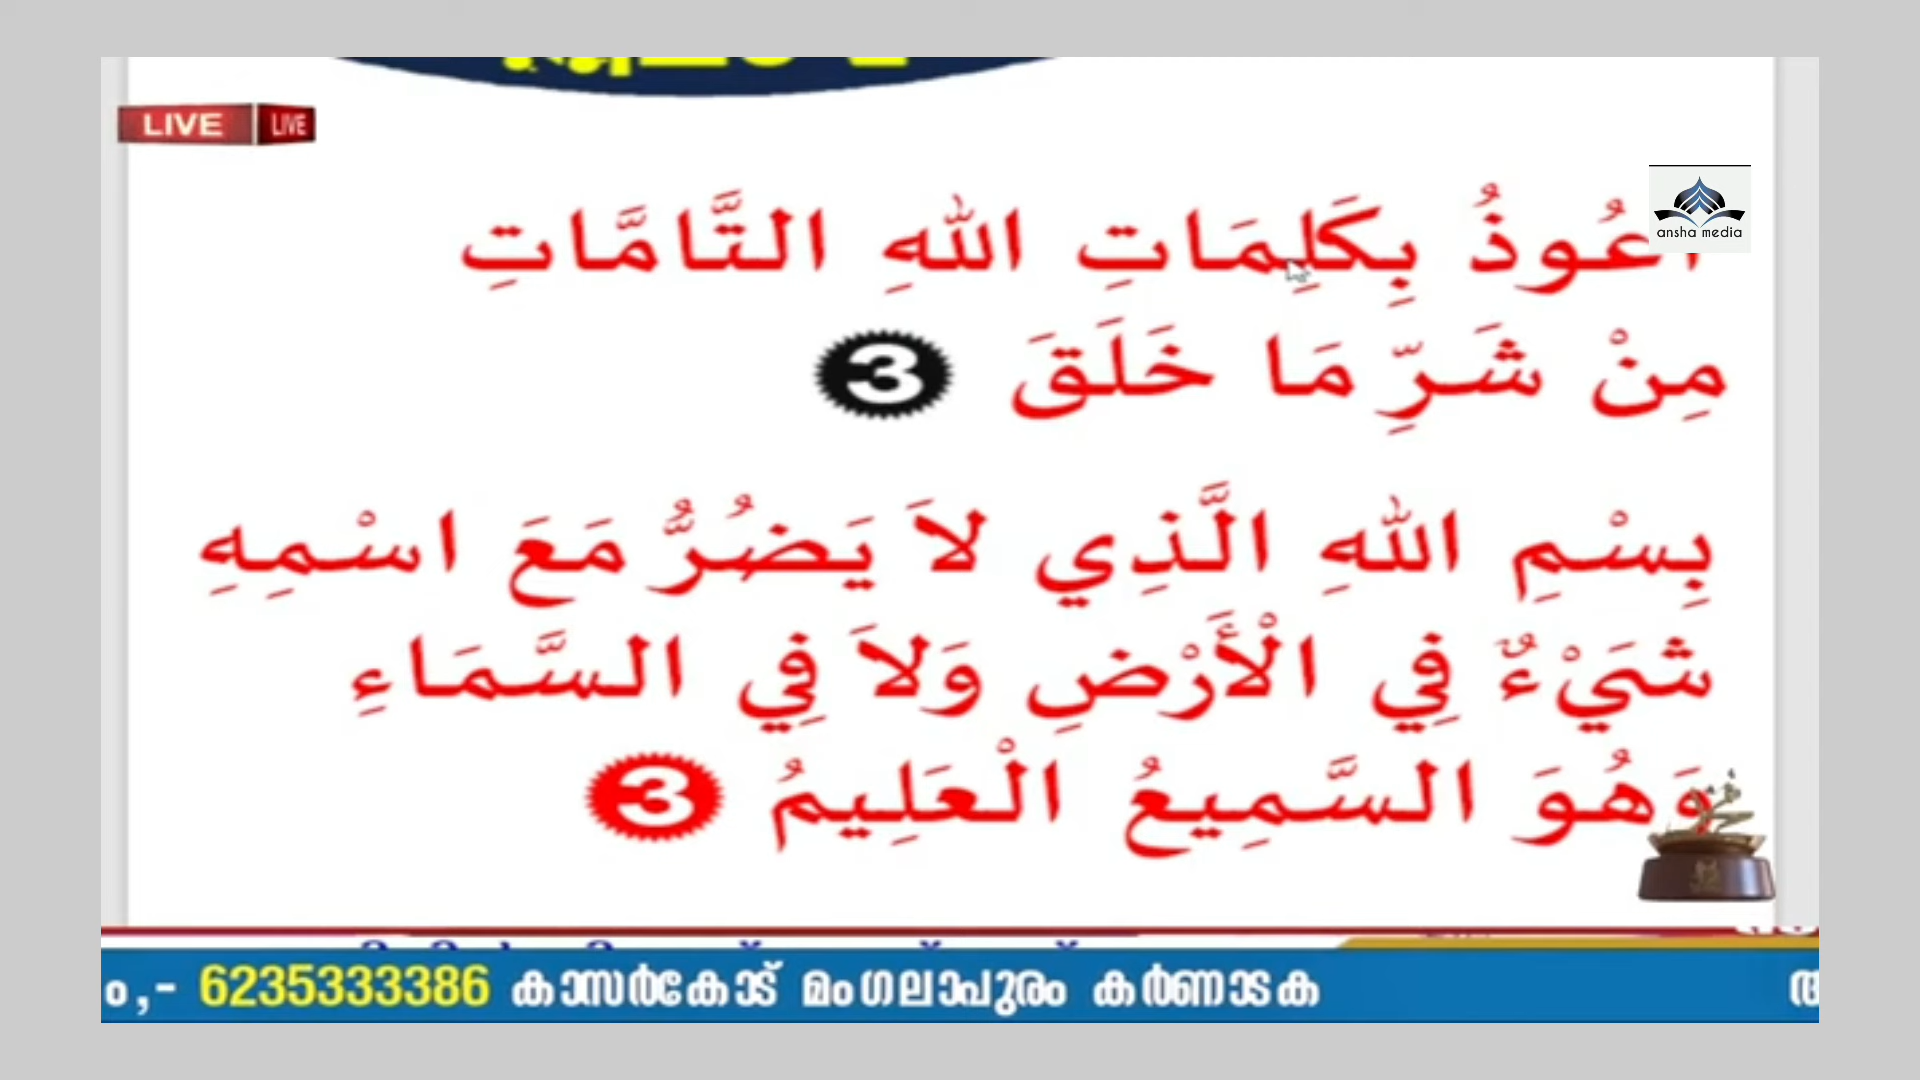 LIVE LIVE
ansha media
أَعُوذُ بِكَلِمَاتِ اللهِ التَّامَّاتِ
مِنْ شَرِّ مَا خَلَقَ 3
بِسْمِ اللهِ الَّذِي لاَ يَضُرُّ مَعَ اسْمِهِ
شَيْءٌ فِي الْأَرْضِ وَلاَ فِي السَّمَاءِ
وَهُوَ السَّمِيعُ الْعَلِيمُ 3
6235333386 കാസർകോട് മംഗലാപുരം കർണാടക